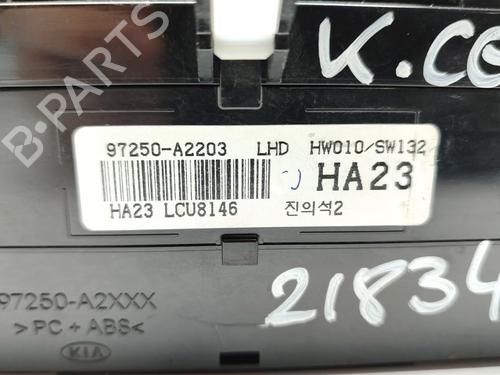 K.CE
97250-A2203 LHD HW010/SW132
HA23
HA23 LCU8146 진의석2
97250-A2XXX
>PC+ABS<
KIA
21834
B-PARTS